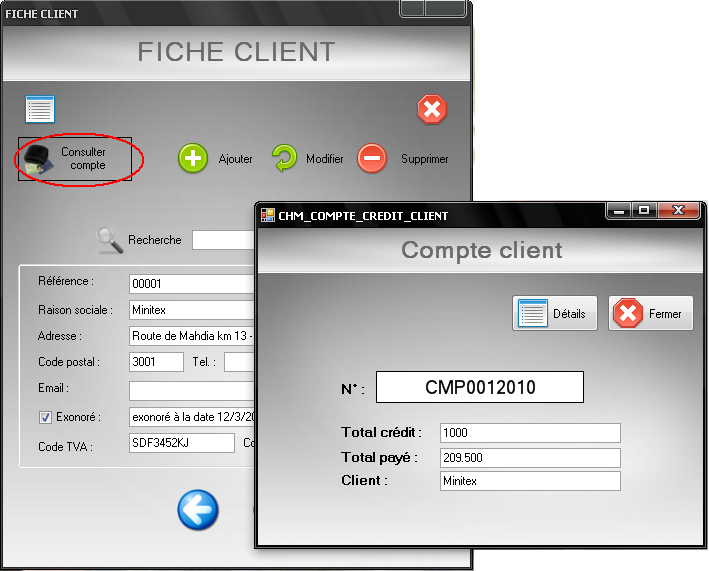 FICHE CLIENT
FICHE CLIENT
Consulter
compte
Ajouter
Modifier
Supprimer
Recherche
Référence :
00001
Raison sociale :
Minitex
Adresse :
Route de Mahdia km 13 -
Code postal :
3001
Tel. :
Email :
Exonoré :
exonoré à la date 12/3/20
Code TVA :
SDF3452KJ
Co
CHM_COMPTE_CREDIT_CLIENT
Compte client
Détails
Fermer
N° :
CMP0012010
Total crédit :
1000
Total payé :
209.500
Client :
Minitex